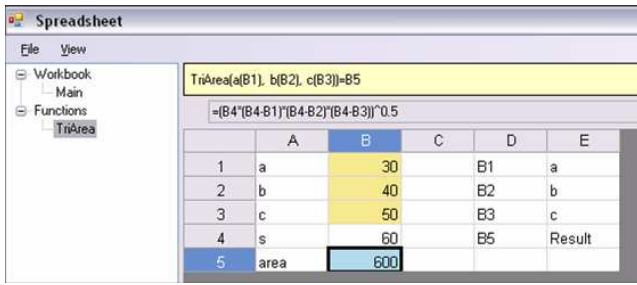 Spreadsheet
File View
Workbook
Main
Functions
TriArea
TriArea(a(B1), b(B2), c(B3))=B5
=(B4*(B4-B1)*(B4-B2)*(B4-B3))^0.5
A B C D E
1 a 30 B1 a
2 b 40 B2 b
3 c 50 B3 c
4 s 60 B5 Result
5 area 600